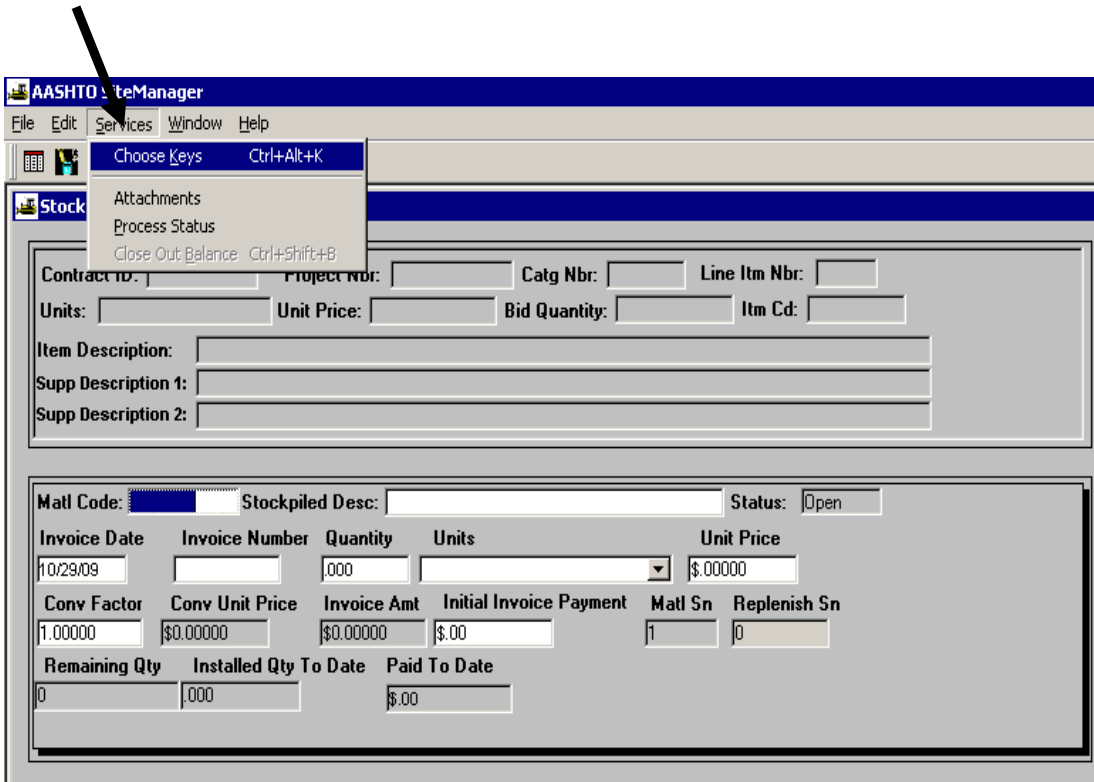 AASHTO SiteManager
File Edit Services Window Help
Choose Keys Ctrl+Alt+K
Attachments
Process Status
Close Out Balance Ctrl+Shift+B
Stock
Contract ID: Project Nbr: Catg Nbr: Line Itm Nbr:
Units: Unit Price: Bid Quantity: Itm Cd:
Item Description:
Supp Description 1:
Supp Description 2:
Matl Code: Stockpiled Desc: Status: Open
Invoice Date Invoice Number Quantity Units Unit Price
10/29/09 .000 $.00000
Conv Factor Conv Unit Price Invoice Amt Initial Invoice Payment Matl Sn Replenish Sn
1.00000 $0.00000 $0.00000 $.00 1 0
Remaining Qty Installed Qty To Date Paid To Date
0 .000 $.00